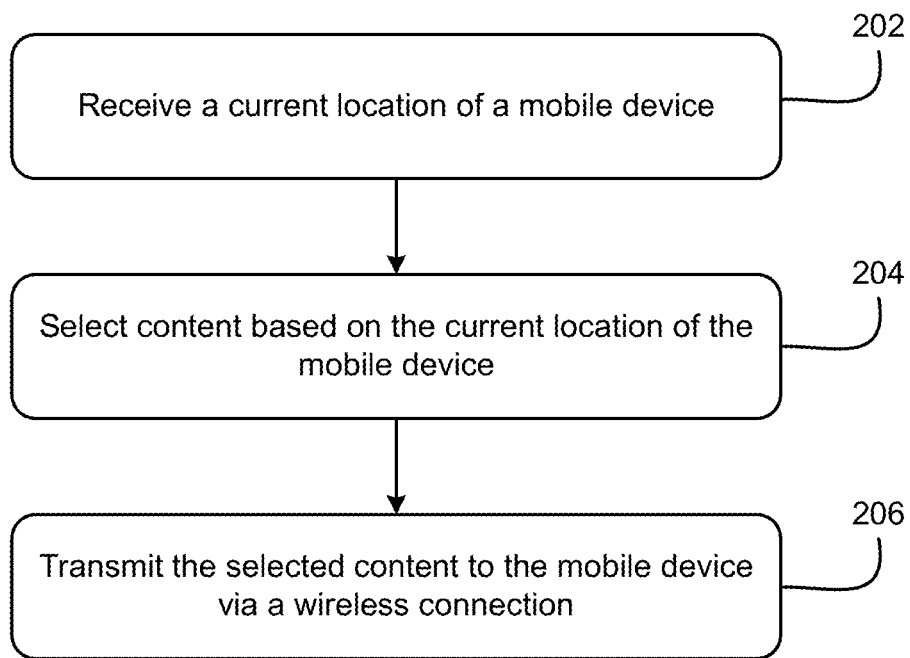 202
Receive a current location of a mobile device
204
Select content based on the current location of the
mobile device
206
Transmit the selected content to the mobile device
via a wireless connection